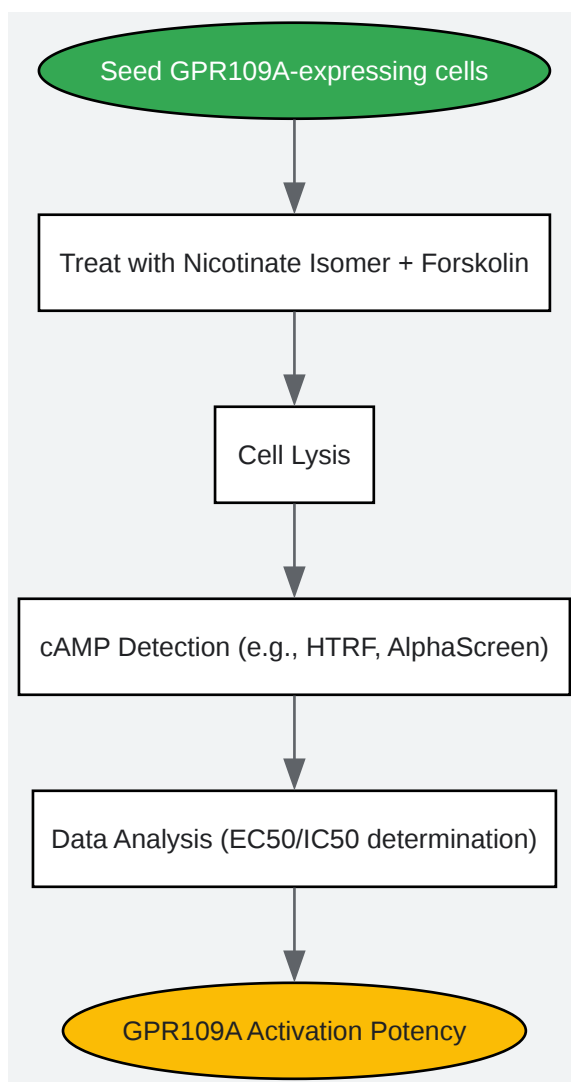 Seed GPR109A-expressing cells
Treat with Nicotinate Isomer + Forskolin
Cell Lysis
cAMP Detection (e.g., HTRF, AlphaScreen)
Data Analysis (EC50/IC50 determination)
GPR109A Activation Potency